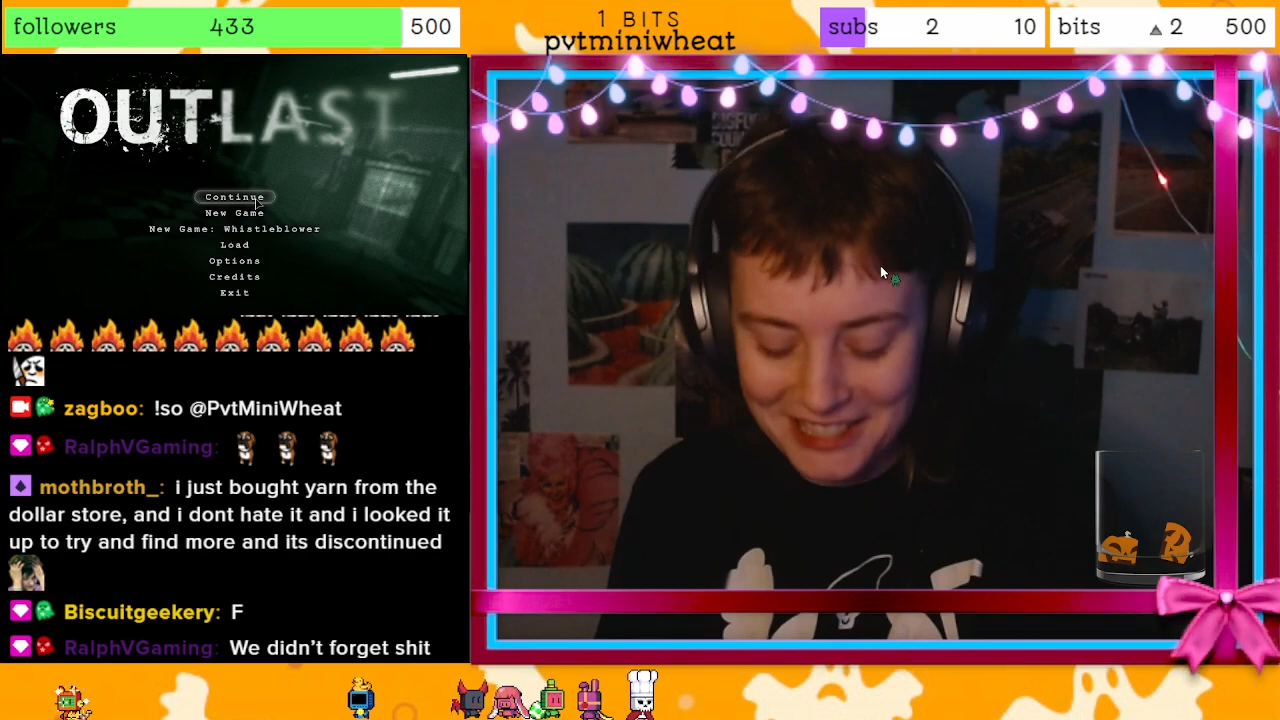 followers 433 500
1 BITS
pvtminiwheat
subs 2 10
bits ▲2 500
OUTLAST
Continue
New Game
New Game: Whistleblower
Load
Options
Credits
Exit
zagboo: !so @PvtMiniWheat
RalphVGaming:
mothbroth_: i just bought yarn from the
dollar store, and i dont hate it and i looked it
up to try and find more and its discontinued
Biscuitgeekery: F
RalphVGaming: We didn't forget shit